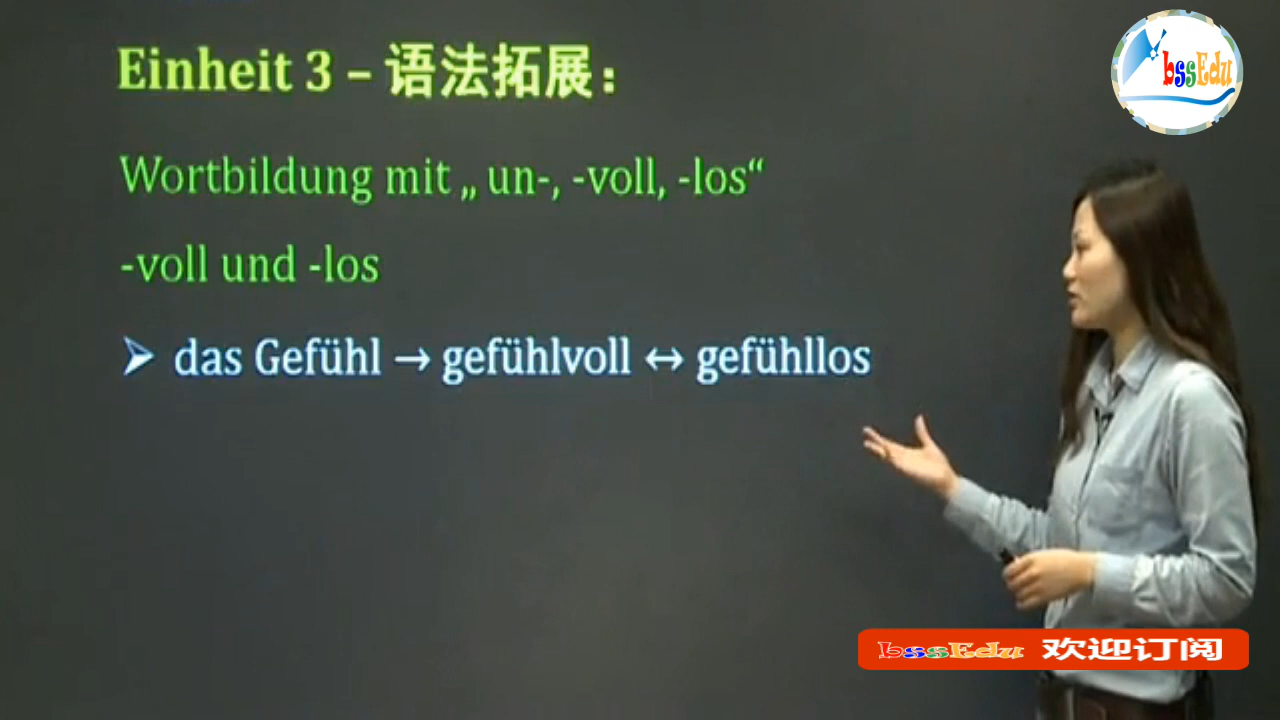 Einheit 3 – 语法拓展：
bssEdu
Wortbildung mit „ un-, -voll, -los“
-voll und -los
➢ das Gefühl → gefühlvoll ↔ gefühllos
bssEdu 欢迎订阅